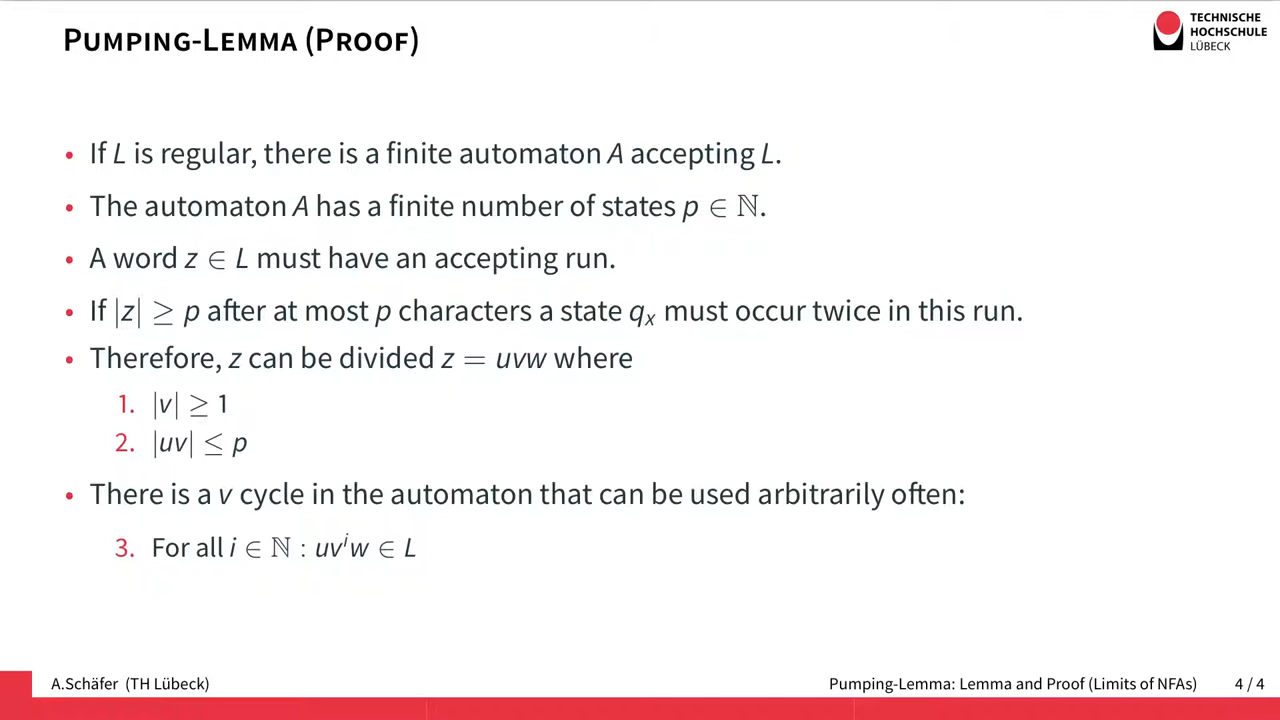 PUMPING-LEMMA (PROOF)
TECHNISCHE
HOCHSCHULE
LÜBECK
• If L is regular, there is a finite automaton A accepting L.
• The automaton A has a finite number of states p ∈ ℕ.
• A word z ∈ L must have an accepting run.
• If |z| ≥ p after at most p characters a state qₓ must occur twice in this run.
• Therefore, z can be divided z = uvw where
1. |v| ≥ 1
2. |uv| ≤ p
• There is a v cycle in the automaton that can be used arbitrarily often:
3. For all i ∈ ℕ : uvⁱw ∈ L
A.Schäfer (TH Lübeck)
Pumping-Lemma: Lemma and Proof (Limits of NFAs)
4 / 4